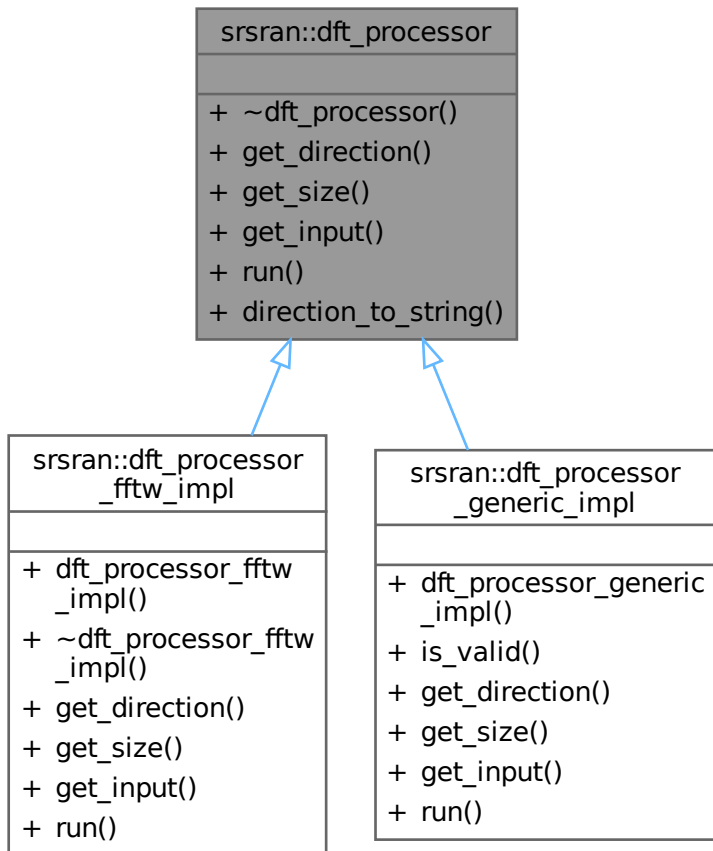 srsran::dft_processor
+ ~dft_processor()
+ get_direction()
+ get_size()
+ get_input()
+ run()
+ direction_to_string()
srsran::dft_processor
_fftw_impl
+ dft_processor_fftw
_impl()
+ ~dft_processor_fftw
_impl()
+ get_direction()
+ get_size()
+ get_input()
+ run()
srsran::dft_processor
_generic_impl
+ dft_processor_generic
_impl()
+ is_valid()
+ get_direction()
+ get_size()
+ get_input()
+ run()